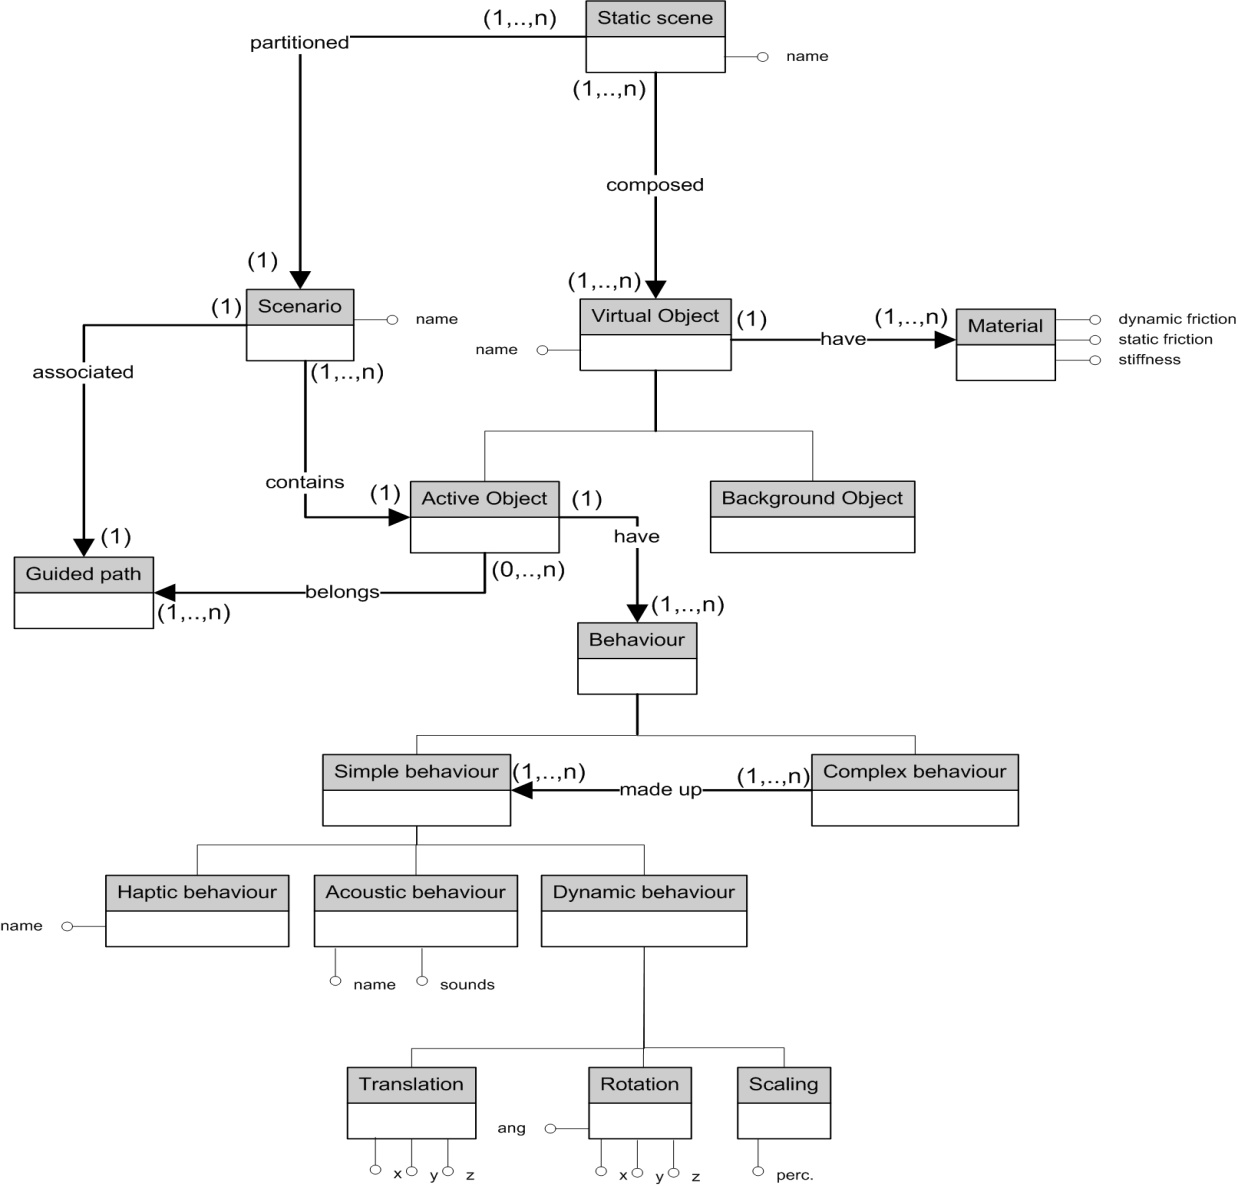 (1,..,n)
Static scene
partitioned
name
(1,..,n)
composed
(1)
(1,..,n)
(1)
Scenario
name
Virtual Object
(1)
(1,..,n)
have
Material
dynamic friction
static friction
stiffness
name
associated
(1,..,n)
contains
(1)
Active Object
(1)
Background Object
have
(1)
Guided path
(0,..,n)
belongs
(1,..,n)
(1,..,n)
Behaviour
Simple behaviour
(1,..,n)
made up
(1,..,n)
Complex behaviour
Haptic behaviour
Acoustic behaviour
Dynamic behaviour
name
name
sounds
Translation
Rotation
Scaling
ang
x
y
z
x
y
z
perc.